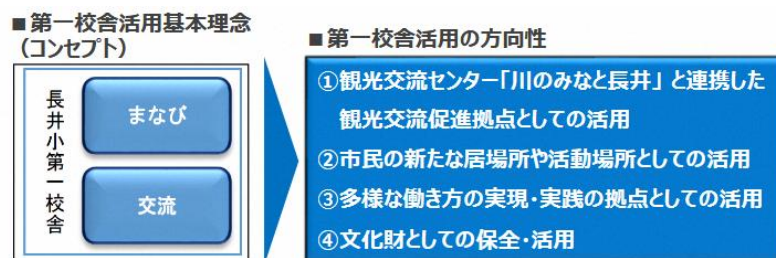 ■第一校舎活用基本理念
（コンセプト）
長井小第一校舎
まなび
交流
■第一校舎活用の方向性
①観光交流センター「川のみなと長井」と連携した
観光交流促進拠点としての活用
②市民の新たな居場所や活動場所としての活用
③多様な働き方の実現・実践の拠点としての活用
④文化財としての保全・活用